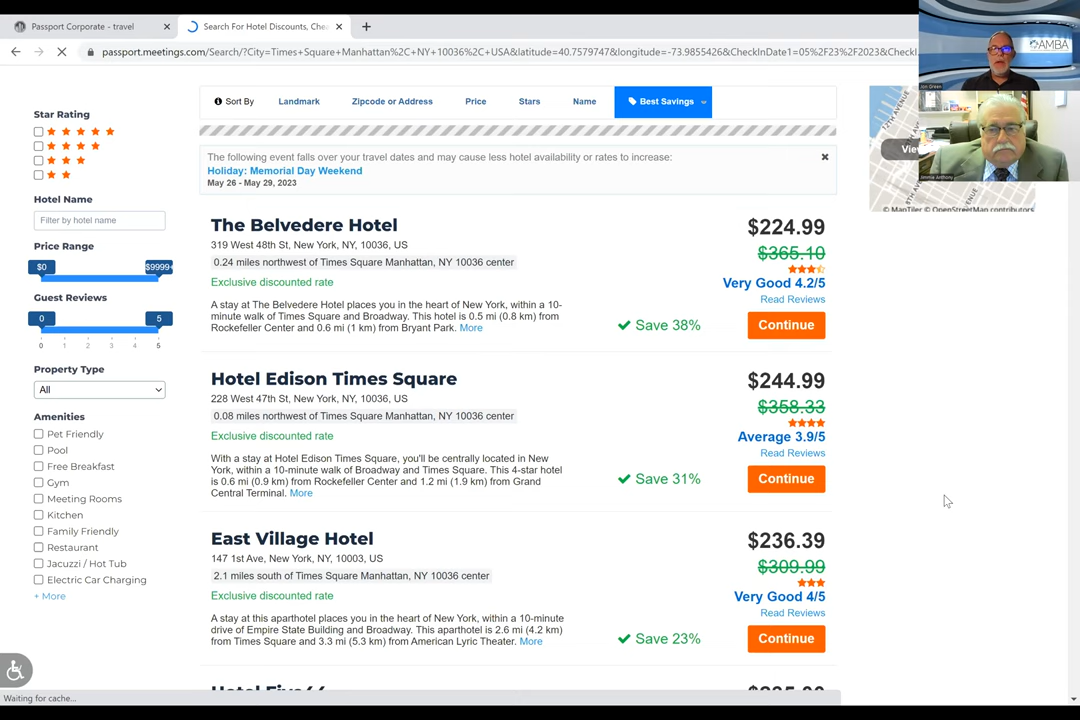 Passport Corporate - travel
Search For Hotel Discounts, Che
passport.meetings.com/Search/?City=Times+Square+Manhattan%2C+NY+10036%2C+USA&latitude=40.7579747&longitude=-73.9855426&CheckInDate1=05%2F23%2F2023&CheckI
AMBA
Jon Green
Jimmie Anthony
Sort By
Landmark
Zipcode or Address
Price
Stars
Name
Best Savings
Star Rating
Hotel Name
Filter by hotel name
Price Range
$0
$9999+
Guest Reviews
0
5
0 1 2 3 4 5
Property Type
All
Amenities
Pet Friendly
Pool
Free Breakfast
Gym
Meeting Rooms
Kitchen
Family Friendly
Restaurant
Jacuzzi / Hot Tub
Electric Car Charging
+ More
The following event falls over your travel dates and may cause less hotel availability or rates to increase:
Holiday: Memorial Day Weekend
May 26 - May 29, 2023
The Belvedere Hotel
319 West 48th St, New York, NY, 10036, US
0.24 miles northwest of Times Square Manhattan, NY 10036 center
Exclusive discounted rate
A stay at The Belvedere Hotel places you in the heart of New York, within a 10-
minute walk of Times Square and Broadway. This hotel is 0.5 mi (0.8 km) from
Rockefeller Center and 0.6 mi (1 km) from Bryant Park. More
Save 38%
$224.99
$365.10
Very Good 4.2/5
Read Reviews
Continue
Hotel Edison Times Square
228 West 47th St, New York, NY, 10036, US
0.08 miles northwest of Times Square Manhattan, NY 10036 center
Exclusive discounted rate
With a stay at Hotel Edison Times Square, you'll be centrally located in New
York, within a 10-minute walk of Broadway and Times Square. This 4-star hotel
is 0.6 mi (0.9 km) from Rockefeller Center and 1.2 mi (1.9 km) from Grand
Central Terminal. More
Save 31%
$244.99
$358.33
Average 3.9/5
Read Reviews
Continue
East Village Hotel
147 1st Ave, New York, NY, 10003, US
2.1 miles south of Times Square Manhattan, NY 10036 center
Exclusive discounted rate
A stay at this aparthotel places you in the heart of New York, within a 10-minute
drive of Empire State Building and Broadway. This aparthotel is 2.6 mi (4.2 km)
from Times Square and 3.3 mi (5.3 km) from American Lyric Theater. More
Save 23%
$236.39
$309.99
Very Good 4/5
Read Reviews
Continue
Vie
© MapTiler © OpenStreetMap contributors
Waiting for cache...